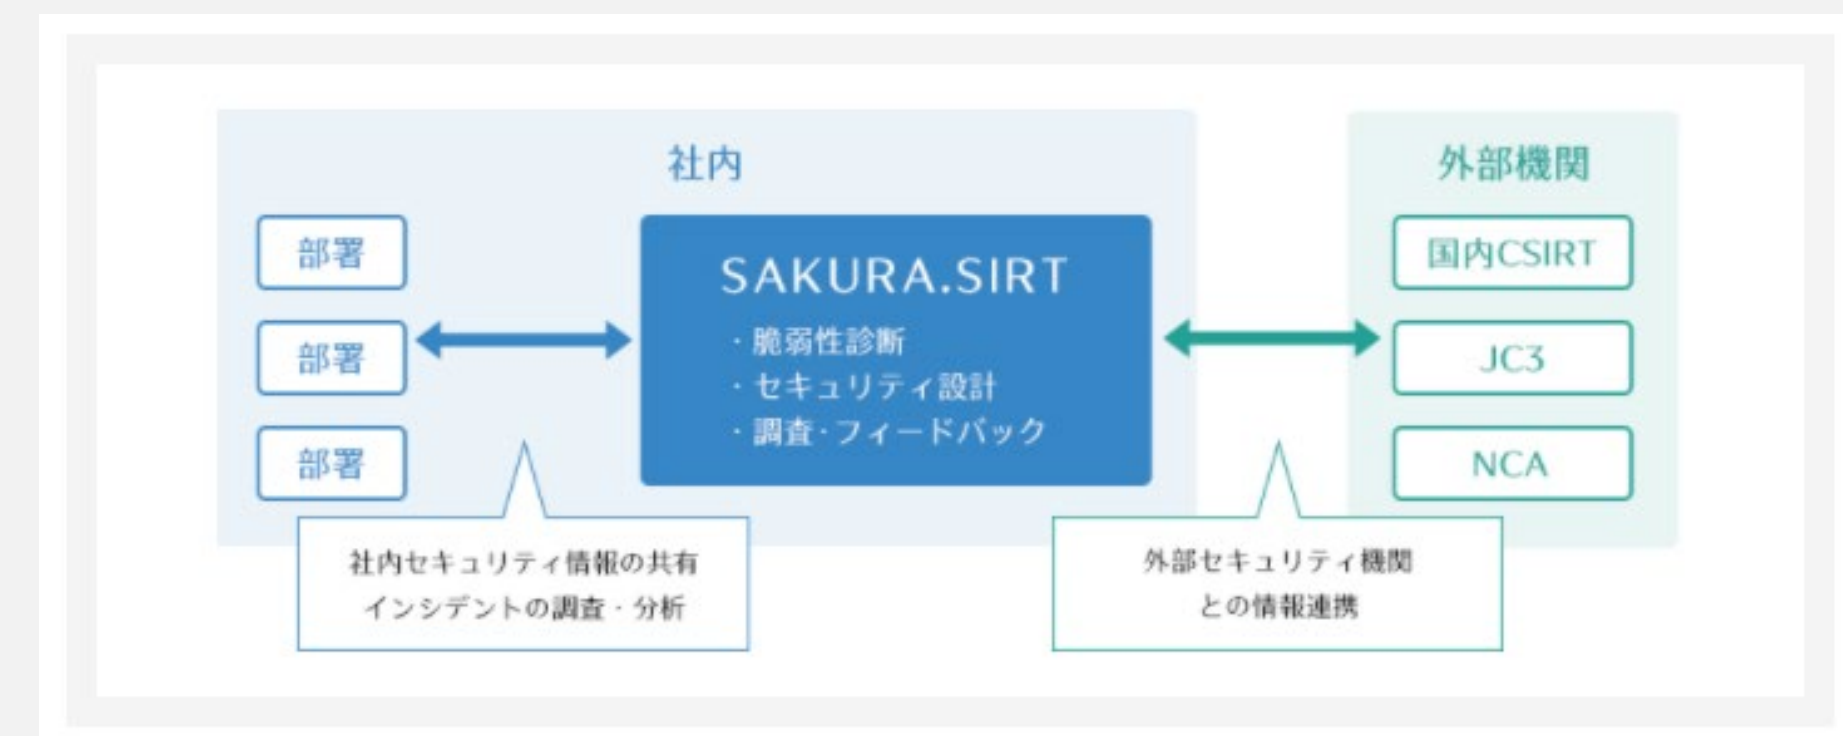 社内
部署
部署
部署
SAKURA.SIRT
・脆弱性診断
・セキュリティ設計
・調査・フィードバック
社内セキュリティ情報の共有
インシデントの調査・分析
外部機関
国内CSIRT
JC3
NCA
外部セキュリティ機関
との情報連携